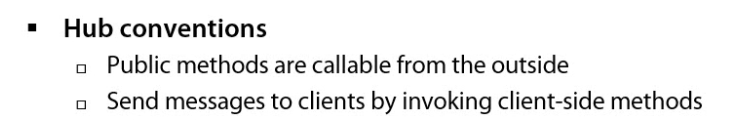 ▪ Hub conventions
▫ Public methods are callable from the outside
▫ Send messages to clients by invoking client-side methods